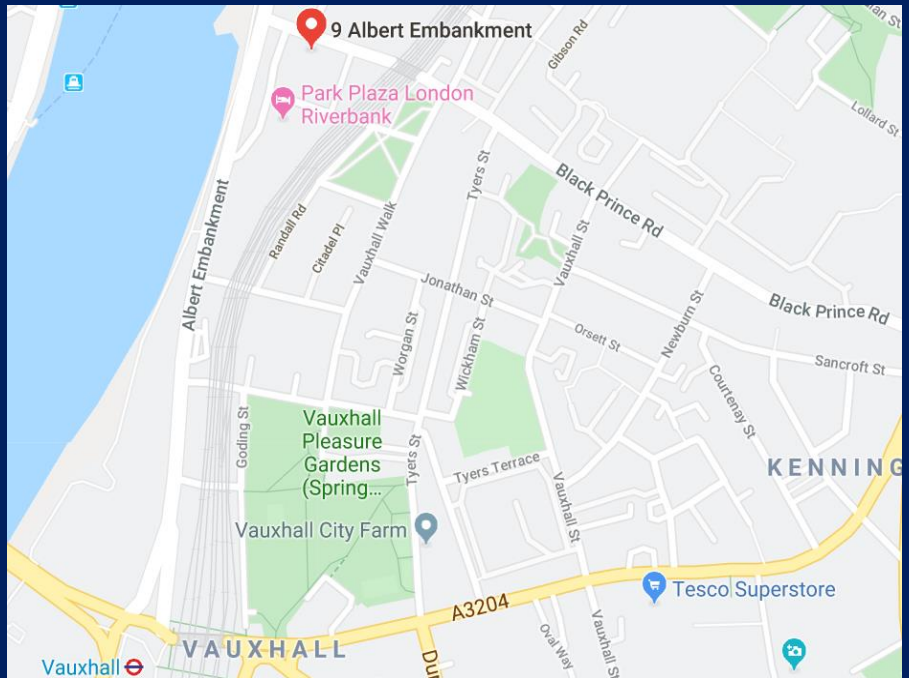 9 Albert Embankment
Gibson Rd
Park Plaza London
Riverbank
Lollard St
Tyers St
Black Prince Rd
Randall Rd
Citadel Pl
Vauxhall Walk
Vauxhall St
Albert Embankment
Jonathan St
Worgan St
Wickham St
Orsett St
Newburn St
Black Prince Rd
Sancroft St
Courtenay St
Goding St
Vauxhall
Pleasure
Gardens
(Spring...
Tyers St
Tyers Terrace
Vauxhall St
KENNING
Vauxhall City Farm
A3204
Tesco Superstore
Oval Way
Vauxhall St
VAUXHALL
Vauxhall
Dur